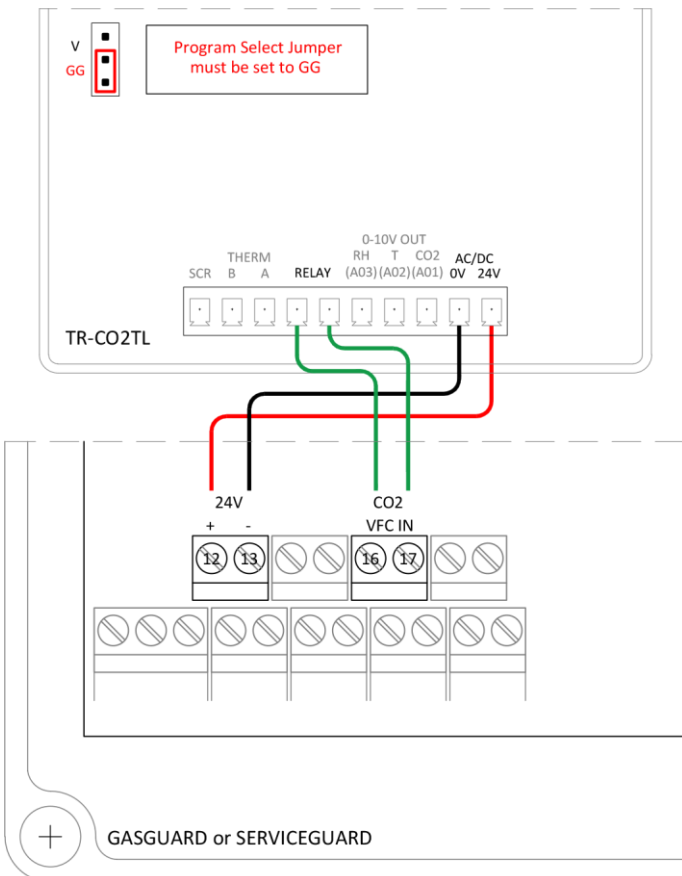 V
GG
Program Select Jumper
must be set to GG
0-10V OUT
THERM RH T CO2 AC/DC
SCR B A RELAY (A03) (A02) (A01) 0V 24V
TR-CO2TL
24V CO2
+ - VFC IN
12 13 16 17
GASGUARD or SERVICEGUARD